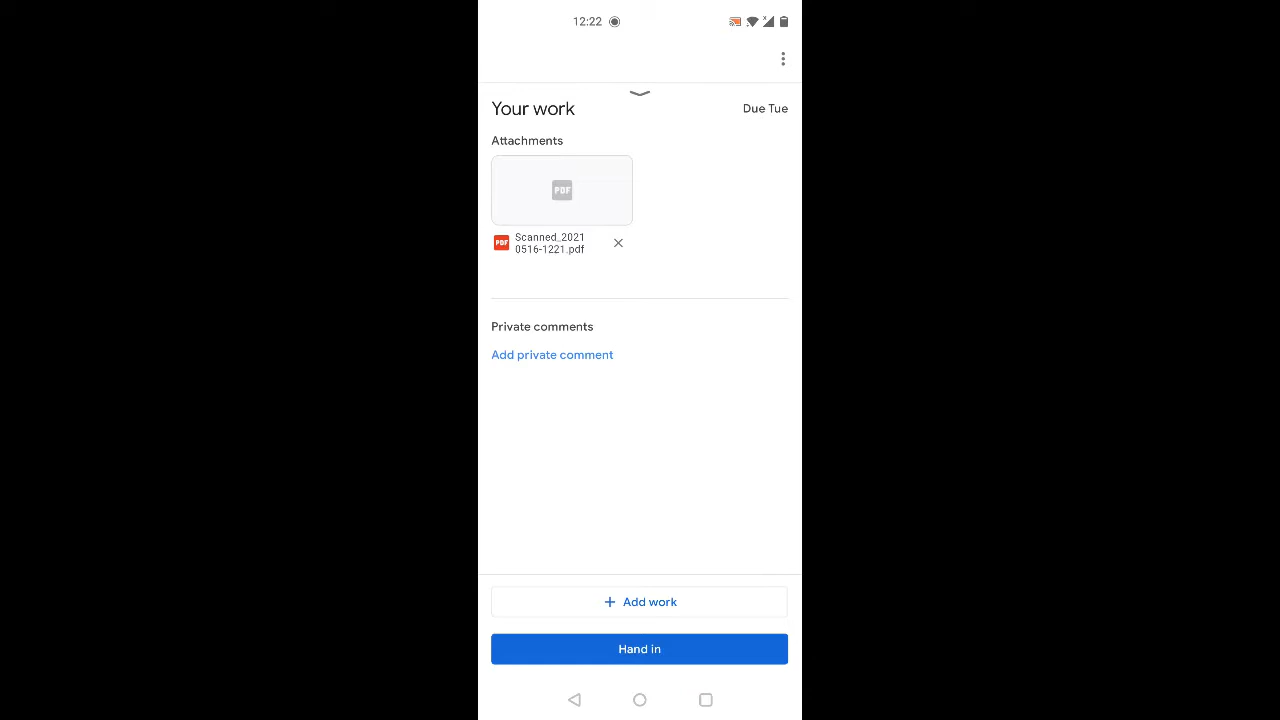 12:22
Your work
Due Tue
Attachments
PDF
PDF
Scanned_2021
0516-1221.pdf
Private comments
Add private comment
+ Add work
Hand in